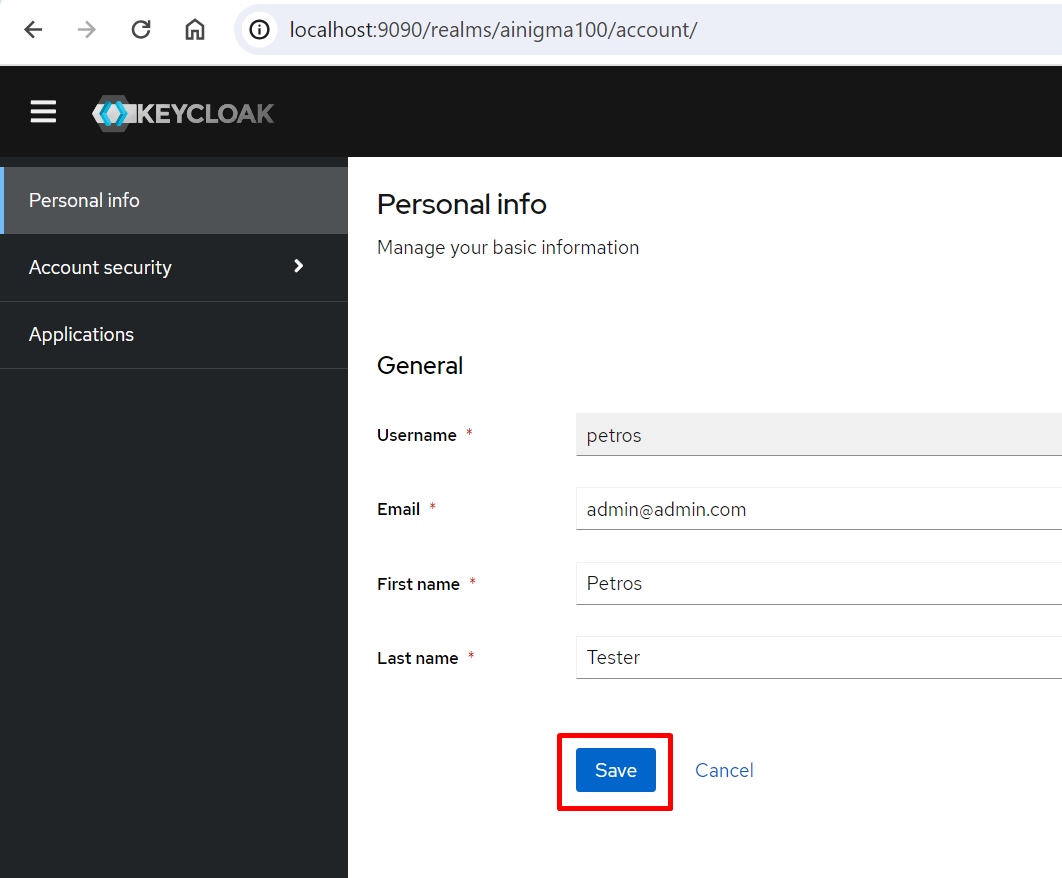 localhost:9090/realms/ainigma100/account/
KEYCLOAK
Personal info
Account security
Applications
Personal info
Manage your basic information
General
Username *
petros
Email *
admin@admin.com
First name *
Petros
Last name *
Tester
Save
Cancel